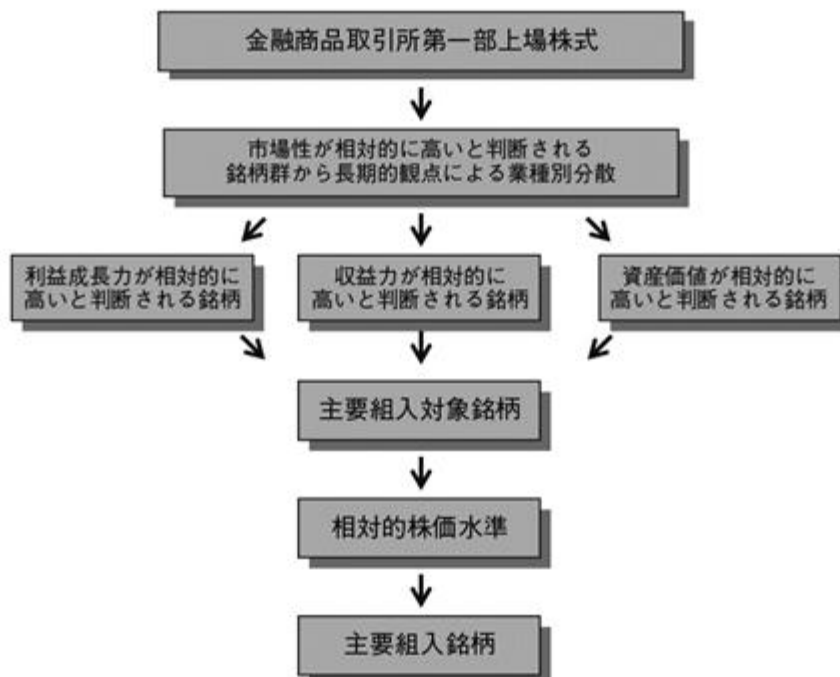 金融商品取引所第一部上場株式
市場性が相対的に高いと判断される
銘柄群から長期的観点による業種別分散
利益成長力が相対的に
高いと判断される銘柄
収益力が相対的に
高いと判断される銘柄
資産価値が相対的に
高いと判断される銘柄
主要組入対象銘柄
相対的株価水準
主要組入銘柄